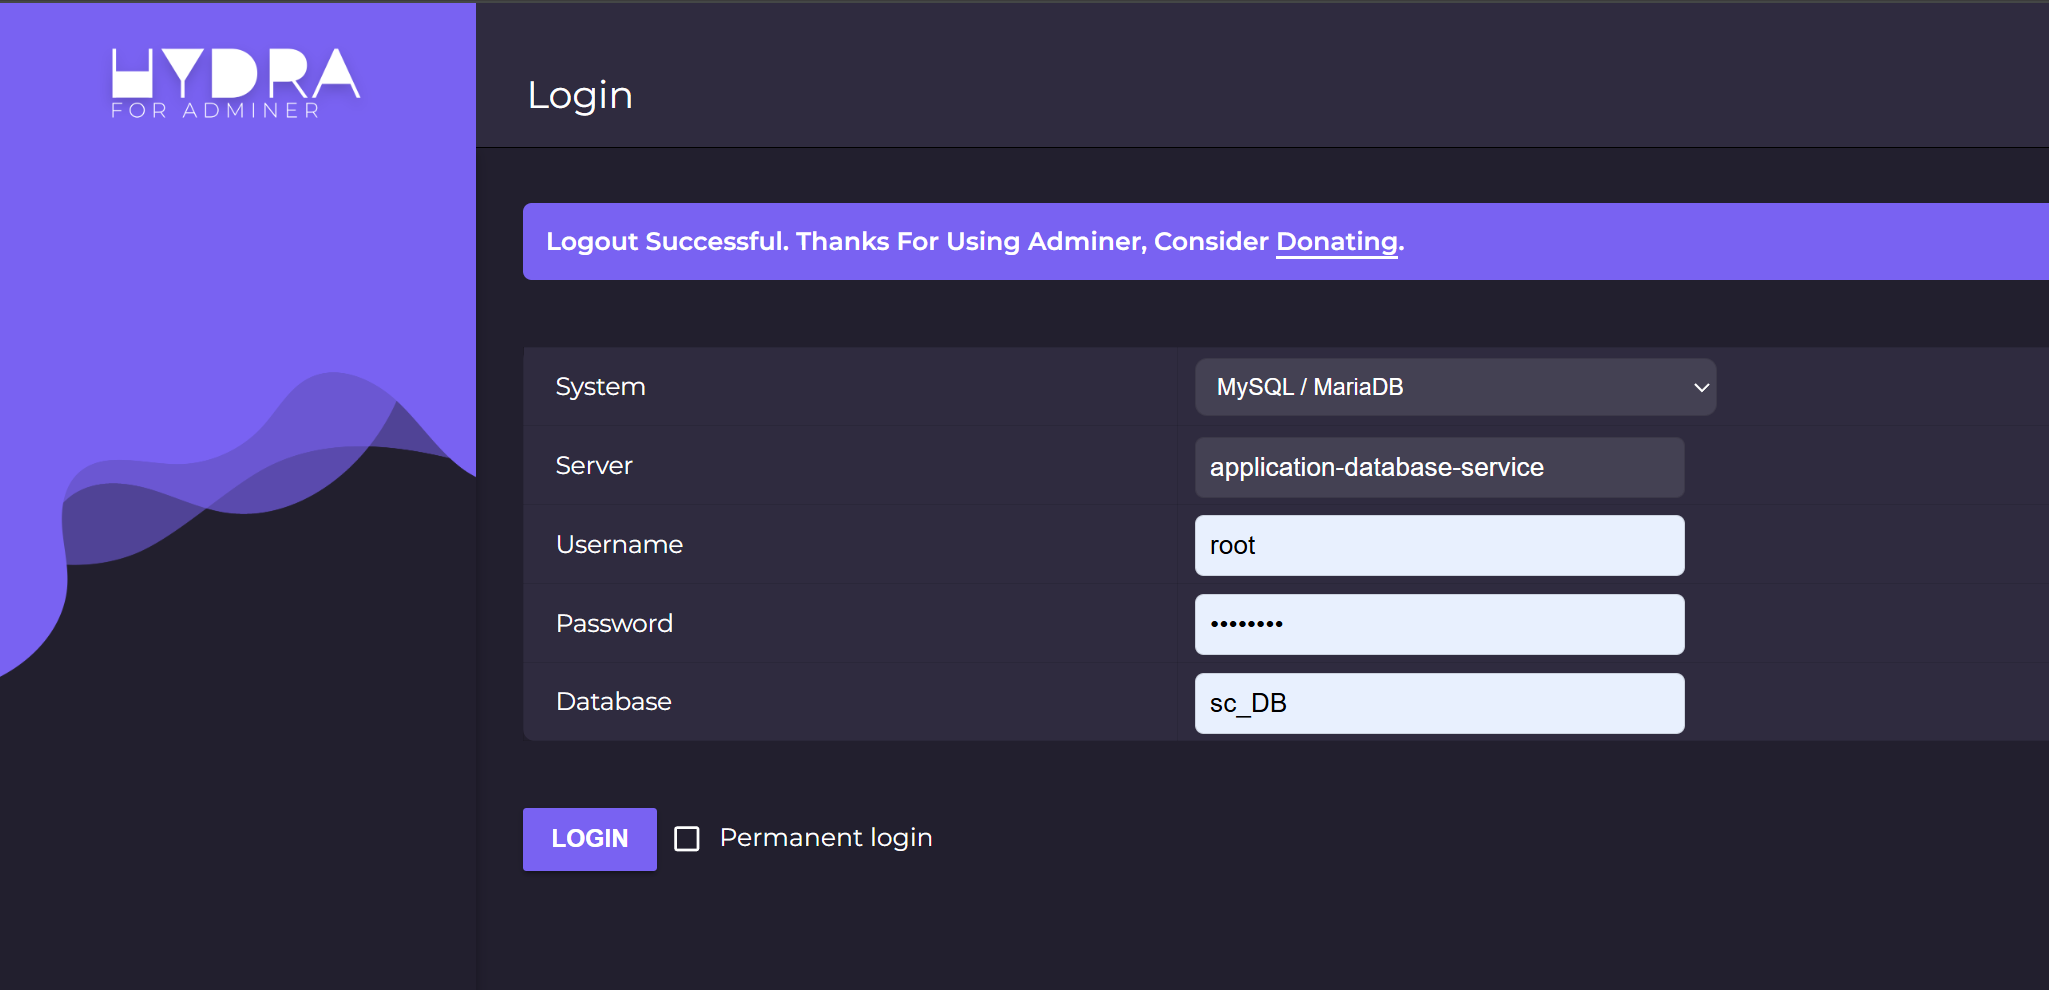 HYDRA
FOR ADMINER
Login
Logout Successful. Thanks For Using Adminer, Consider Donating.
System
MySQL / MariaDB
Server
application-database-service
Username
root
Password
••••••••
Database
sc_DB
LOGIN
Permanent login